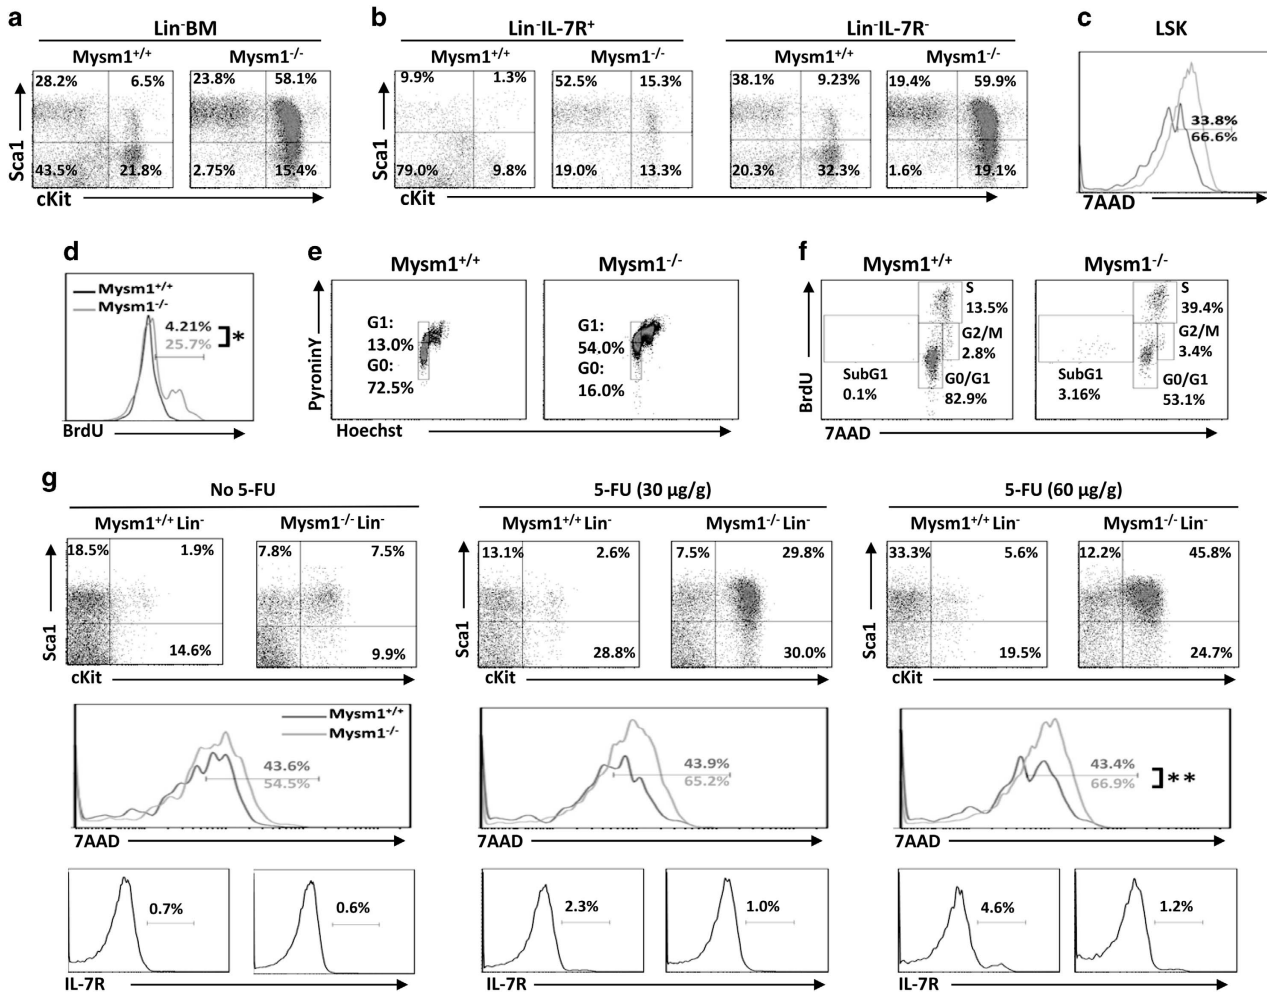 a
Lin-BM
Mysm1+/+ Mysm1-/-
28.2% 6.5% 23.8% 58.1%
43.5% 21.8% 2.75% 15.4%
Sca1
cKit
b
Lin-IL-7R+ Lin-IL-7R-
Mysm1+/+ Mysm1-/- Mysm1+/+ Mysm1-/-
9.9% 1.3% 52.5% 15.3% 38.1% 9.23% 19.4% 59.9%
79.0% 9.8% 19.0% 13.3% 20.3% 32.3% 1.6% 19.1%
Sca1
cKit
c
LSK
33.8%
66.6%
7AAD
d
Mysm1+/+
Mysm1-/-
4.21%
25.7%
*
BrdU
e
Mysm1+/+ Mysm1-/-
G1:
13.0%
G0:
72.5%
G1:
54.0%
G0:
16.0%
PyroninY
Hoechst
f
Mysm1+/+ Mysm1-/-
S
13.5%
G2/M
2.8%
SubG1
0.1%
G0/G1
82.9%
S
39.4%
G2/M
3.4%
SubG1
3.16%
G0/G1
53.1%
BrdU
7AAD
g
No 5-FU 5-FU (30 μg/g) 5-FU (60 μg/g)
Mysm1+/+ Lin- Mysm1-/- Lin- Mysm1+/+ Lin- Mysm1-/- Lin- Mysm1+/+ Lin- Mysm1-/- Lin-
18.5% 1.9% 7.8% 7.5% 13.1% 2.6% 7.5% 29.8% 33.3% 5.6% 12.2% 45.8%
14.6% 9.9% 28.8% 30.0% 19.5% 24.7%
Sca1 Sca1 Sca1
cKit cKit cKit
Mysm1+/+
Mysm1-/-
43.6% 43.9% 43.4%
54.5% 65.2% 66.9%
**
7AAD 7AAD 7AAD
0.7% 0.6% 2.3% 1.0% 4.6% 1.2%
IL-7R IL-7R IL-7R